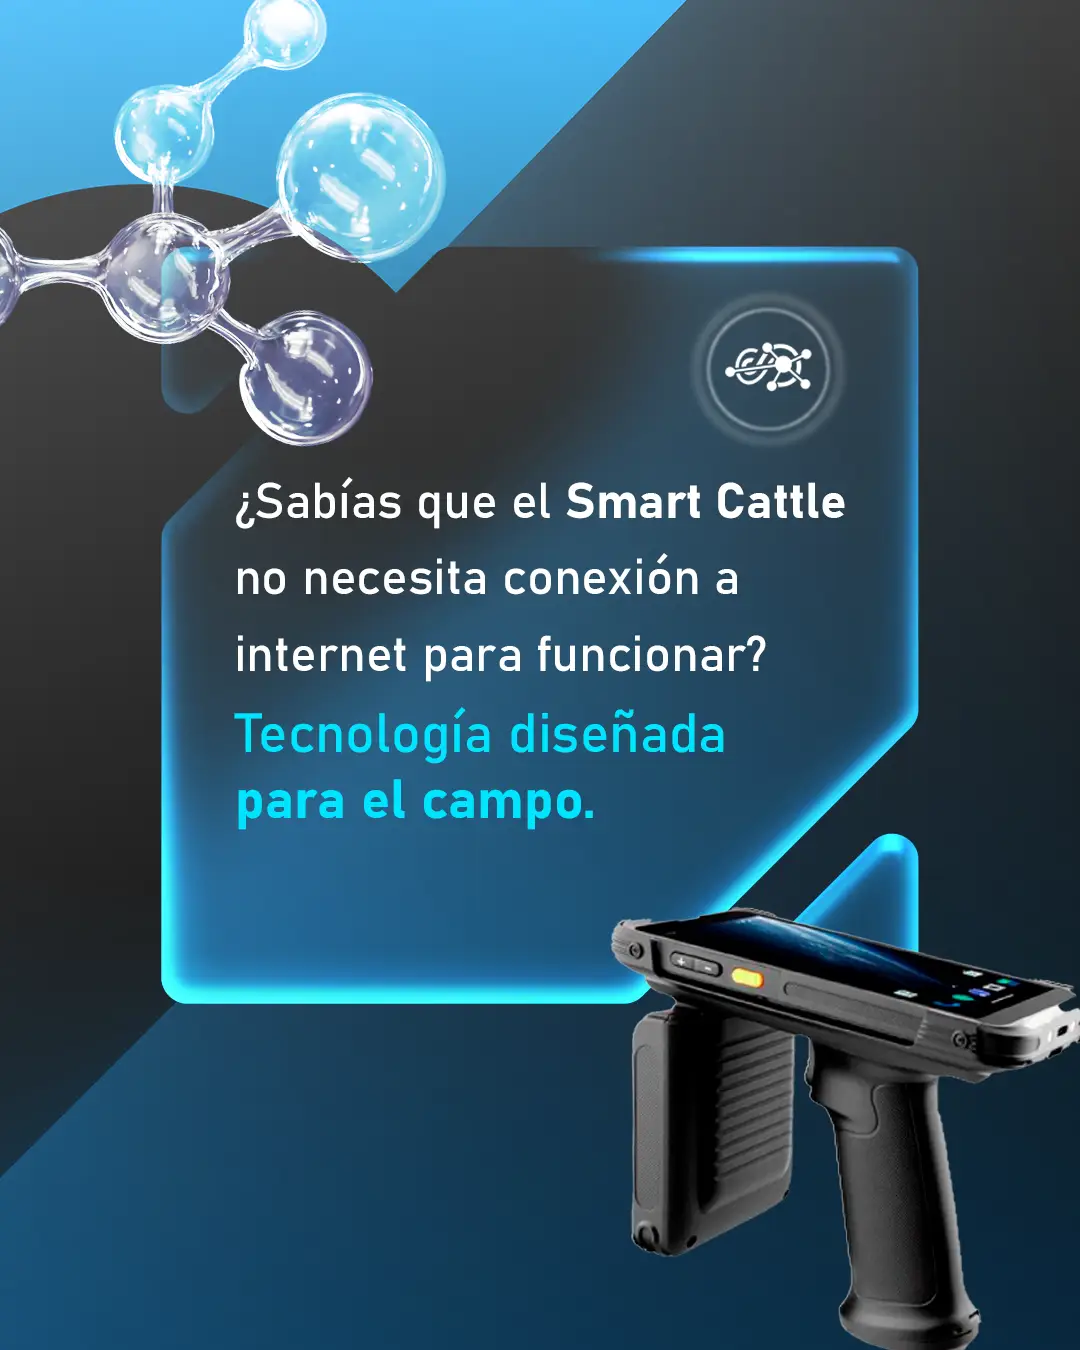 ¿Sabías que el Smart Cattle
no necesita conexión a
internet para funcionar?
Tecnología diseñada
para el campo.